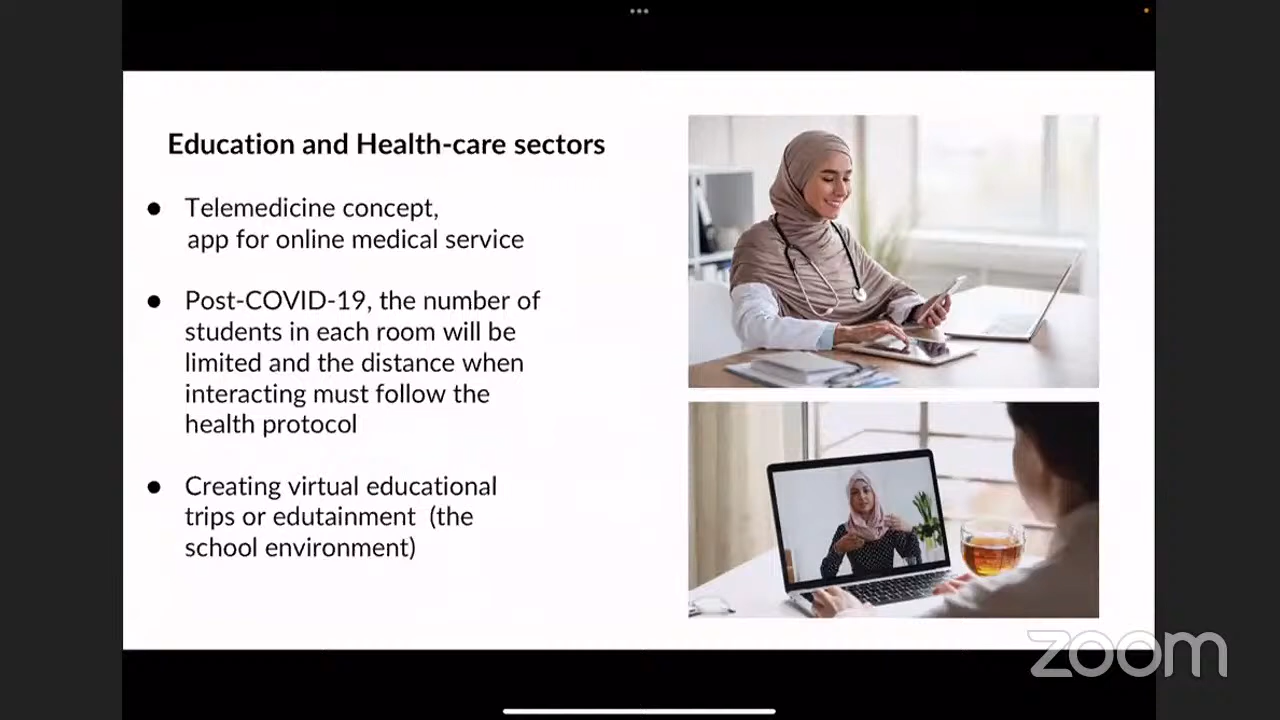 Education and Health-care sectors
● Telemedicine concept,
app for online medical service
● Post-COVID-19, the number of
students in each room will be
limited and the distance when
interacting must follow the
health protocol
● Creating virtual educational
trips or edutainment (the
school environment)
zoom